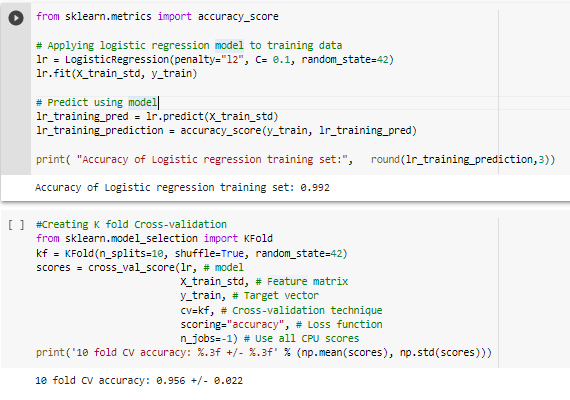 from sklearn.metrics import accuracy_score
# Applying logistic regression model to training data
lr = LogisticRegression(penalty="l2", C= 0.1, random_state=42)
lr.fit(X_train_std, y_train)
# Predict using model
lr_training_pred = lr.predict(X_train_std)
lr_training_prediction = accuracy_score(y_train, lr_training_pred)
print( "Accuracy of Logistic regression training set:",   round(lr_training_prediction,3))
Accuracy of Logistic regression training set: 0.992
[ ] #Creating K fold Cross-validation
from sklearn.model_selection import KFold
kf = KFold(n_splits=10, shuffle=True, random_state=42)
scores = cross_val_score(lr, # model
X_train_std, # Feature matrix
y_train, # Target vector
cv=kf, # Cross-validation technique
scoring="accuracy", # Loss function
n_jobs=-1) # Use all CPU scores
print('10 fold CV accuracy: %.3f +/- %.3f' % (np.mean(scores), np.std(scores)))
10 fold CV accuracy: 0.956 +/- 0.022